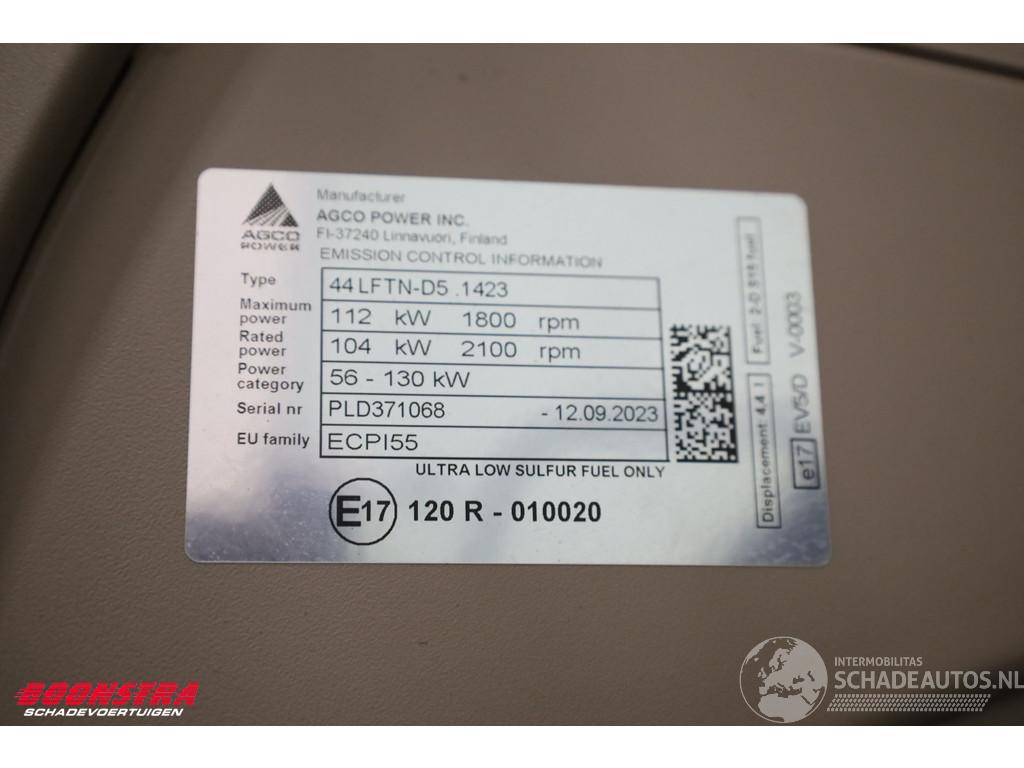 AGCO
POWER
Manufacturer
AGCO POWER INC.
FI-37240 Linnavuori, Finland
EMISSION CONTROL INFORMATION
Type 44LFTN-D5 .1423
Maximum power 112 kW 1800 rpm
Rated power 104 kW 2100 rpm
Power category 56 - 130 kW
Serial nr PLD371068 - 12.09.2023
EU family ECPI55
ULTRA LOW SULFUR FUEL ONLY
E17 120 R - 010020
Displacement: 4,4 l
Fuel: 2-D S15 fuel
e17 EV5/D V-0003
BOONSTRA
SCHADEVOERTUIGEN
INTERMOBILITAS
SCHADEAUTOS.NL